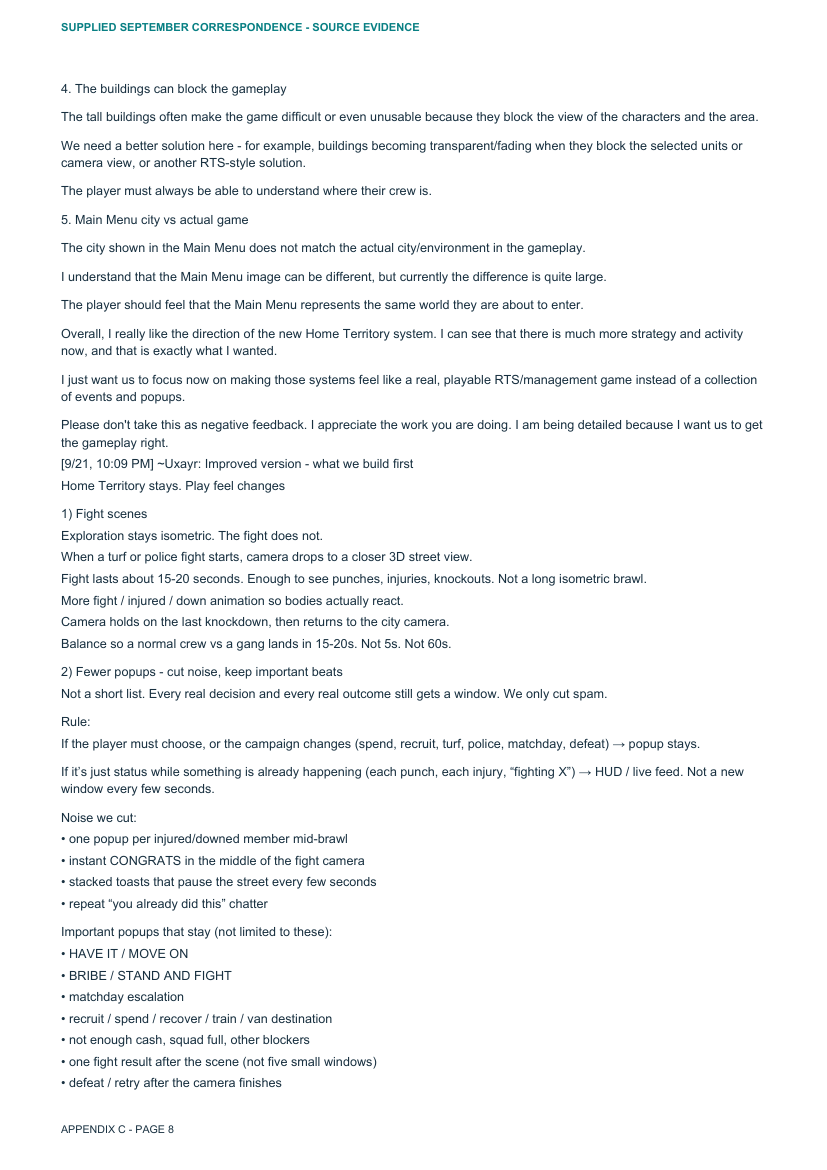 SUPPLIED SEPTEMBER CORRESPONDENCE - SOURCE EVIDENCE
4. The buildings can block the gameplay
The tall buildings often make the game difficult or even unusable because they block the view of the characters and the area.
We need a better solution here - for example, buildings becoming transparent/fading when they block the selected units or
camera view, or another RTS-style solution.
The player must always be able to understand where their crew is.
5. Main Menu city vs actual game
The city shown in the Main Menu does not match the actual city/environment in the gameplay.
I understand that the Main Menu image can be different, but currently the difference is quite large.
The player should feel that the Main Menu represents the same world they are about to enter.
Overall, I really like the direction of the new Home Territory system. I can see that there is much more strategy and activity
now, and that is exactly what I wanted.
I just want us to focus now on making those systems feel like a real, playable RTS/management game instead of a collection
of events and popups.
Please don't take this as negative feedback. I appreciate the work you are doing. I am being detailed because I want us to get
the gameplay right.
[9/21, 10:09 PM] ~Uxayr: Improved version - what we build first
Home Territory stays. Play feel changes
1) Fight scenes
Exploration stays isometric. The fight does not.
When a turf or police fight starts, camera drops to a closer 3D street view.
Fight lasts about 15-20 seconds. Enough to see punches, injuries, knockouts. Not a long isometric brawl.
More fight / injured / down animation so bodies actually react.
Camera holds on the last knockdown, then returns to the city camera.
Balance so a normal crew vs a gang lands in 15-20s. Not 5s. Not 60s.
2) Fewer popups - cut noise, keep important beats
Not a short list. Every real decision and every real outcome still gets a window. We only cut spam.
Rule:
If the player must choose, or the campaign changes (spend, recruit, turf, police, matchday, defeat) → popup stays.
If it’s just status while something is already happening (each punch, each injury, “fighting X”) → HUD / live feed. Not a new
window every few seconds.
Noise we cut:
• one popup per injured/downed member mid-brawl
• instant CONGRATS in the middle of the fight camera
• stacked toasts that pause the street every few seconds
• repeat “you already did this” chatter
Important popups that stay (not limited to these):
• HAVE IT / MOVE ON
• BRIBE / STAND AND FIGHT
• matchday escalation
• recruit / spend / recover / train / van destination
• not enough cash, squad full, other blockers
• one fight result after the scene (not five small windows)
• defeat / retry after the camera finishes
APPENDIX C - PAGE 8